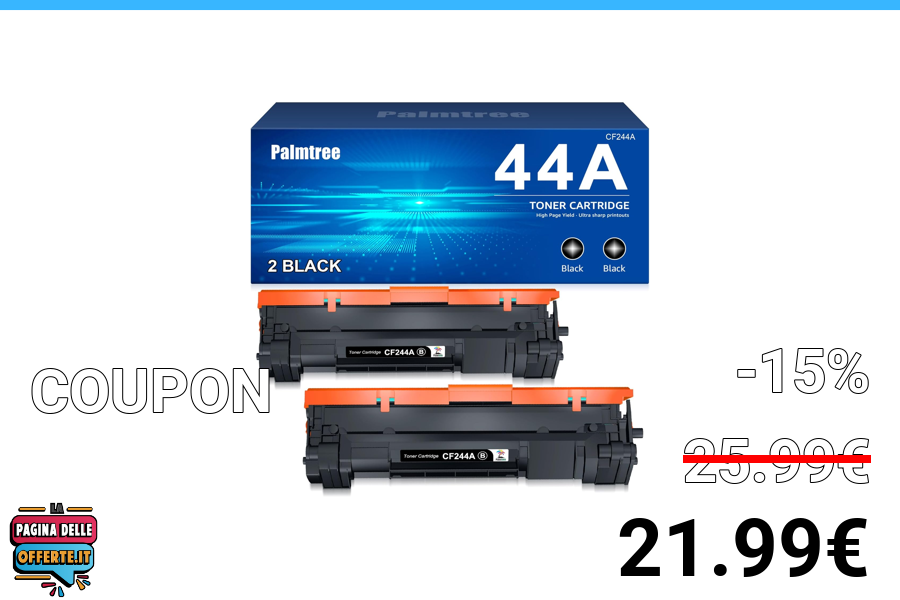 Palmtree
CF244A
Palmtree
44A
TONER CARTRIDGE
High Page Yield - Ultra sharp printouts
2 BLACK
Black Black
Toner Cartridge CF244A B
Toner Cartridge CF244A B
COUPON
-15%
25.99€
21.99€
LA
PAGINA DELLE
OFFERTE.IT